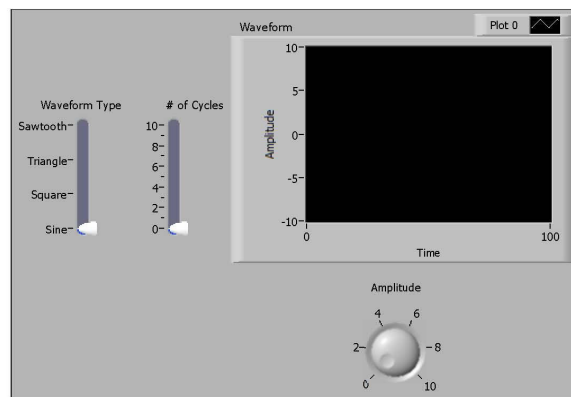 Waveform
Plot 0
Waveform Type
Sawtooth
Triangle
Square
Sine
# of Cycles
10
8
6
4
2
0
Amplitude
10
5
0
-5
-10
0
100
Time
Amplitude
0
2
4
6
8
10